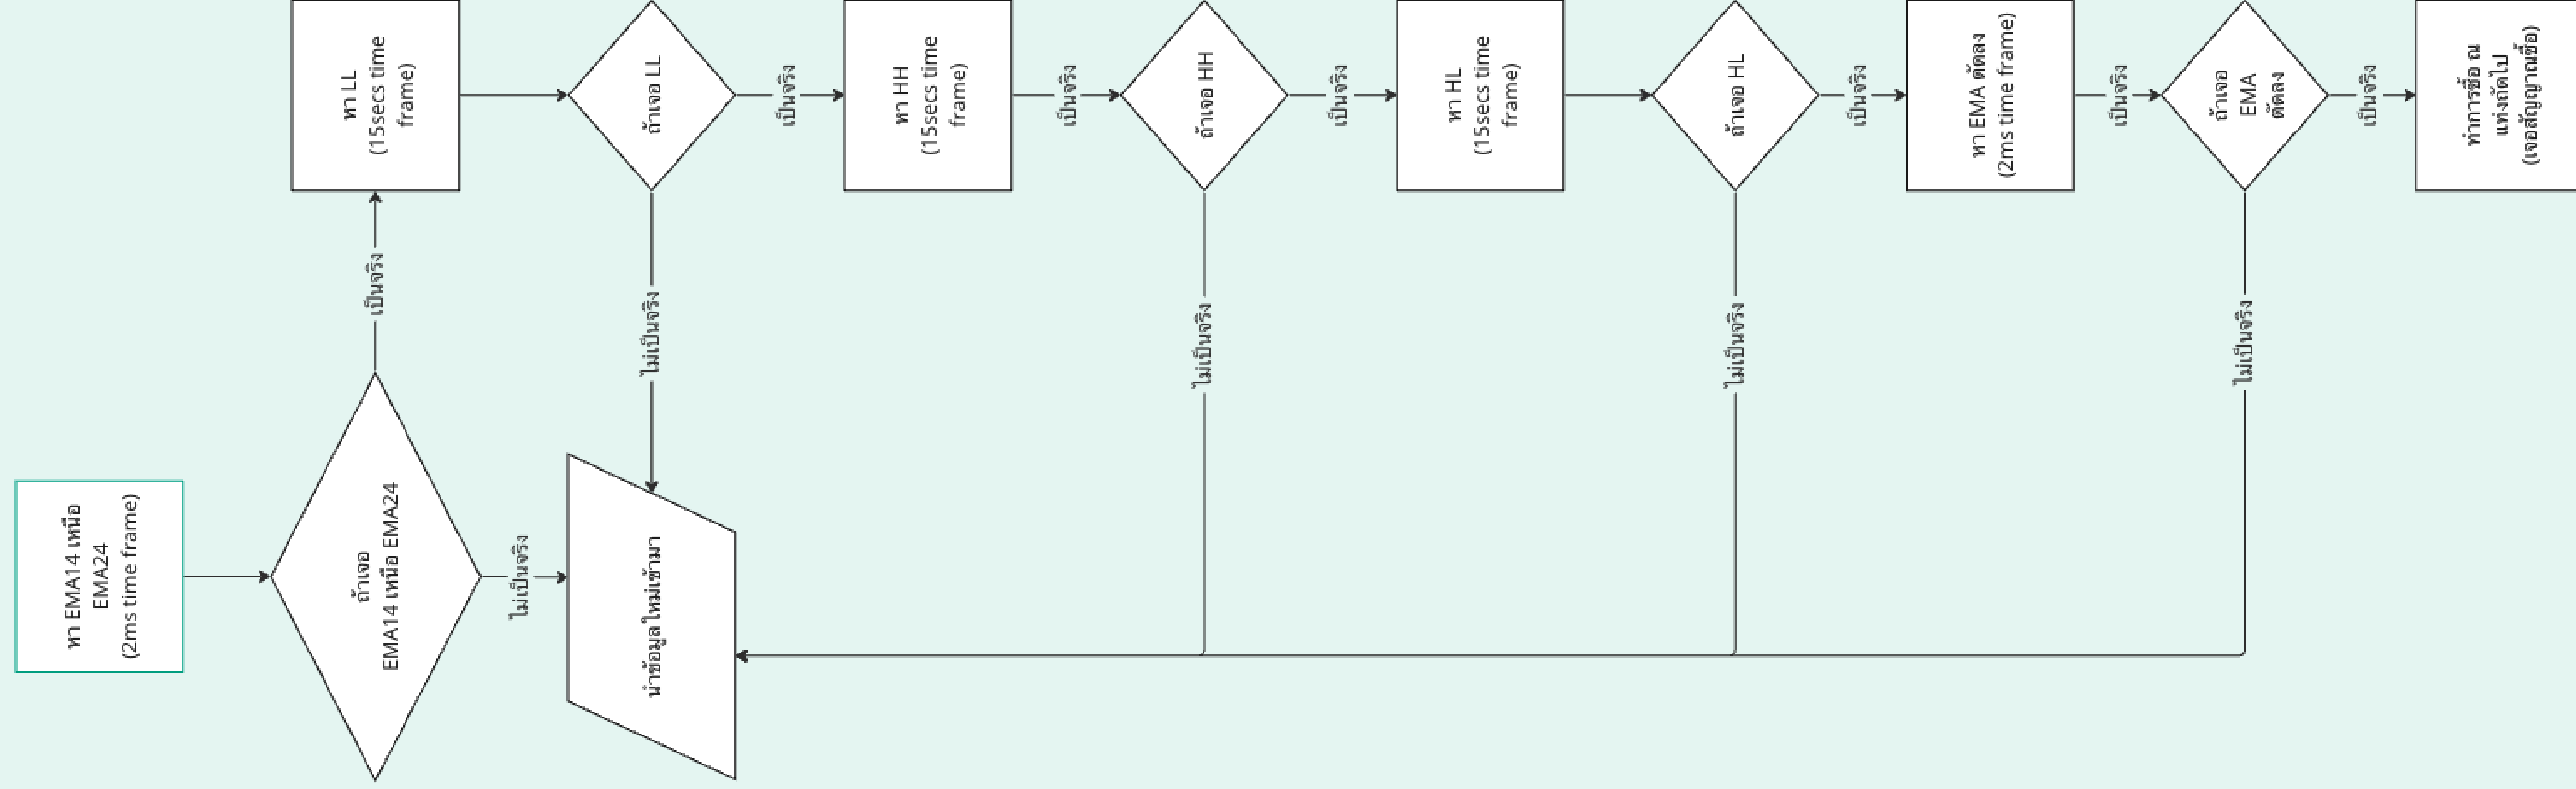 หา EMA14 เหนือ
EMA24
(2ms time frame)
ถ้าเจอ
EMA14 เหนือ EMA24
เป็นจริง
ไม่เป็นจริง
หา LL
(15secs time
frame)
ถ้าเจอ LL
เป็นจริง
ไม่เป็นจริง
นำข้อมูลใหม่เข้ามา
หา HH
(15secs time
frame)
เป็นจริง
ถ้าเจอ HH
เป็นจริง
ไม่เป็นจริง
หา HL
(15secs time
frame)
ถ้าเจอ HL
เป็นจริง
ไม่เป็นจริง
หา EMA ตัดลง
(2ms time frame)
เป็นจริง
ถ้าเจอ
EMA
ตัดลง
เป็นจริง
ไม่เป็นจริง
ทำการซื้อ ณ
แท่งถัดไป
(เจอสัญญาณซื้อ)